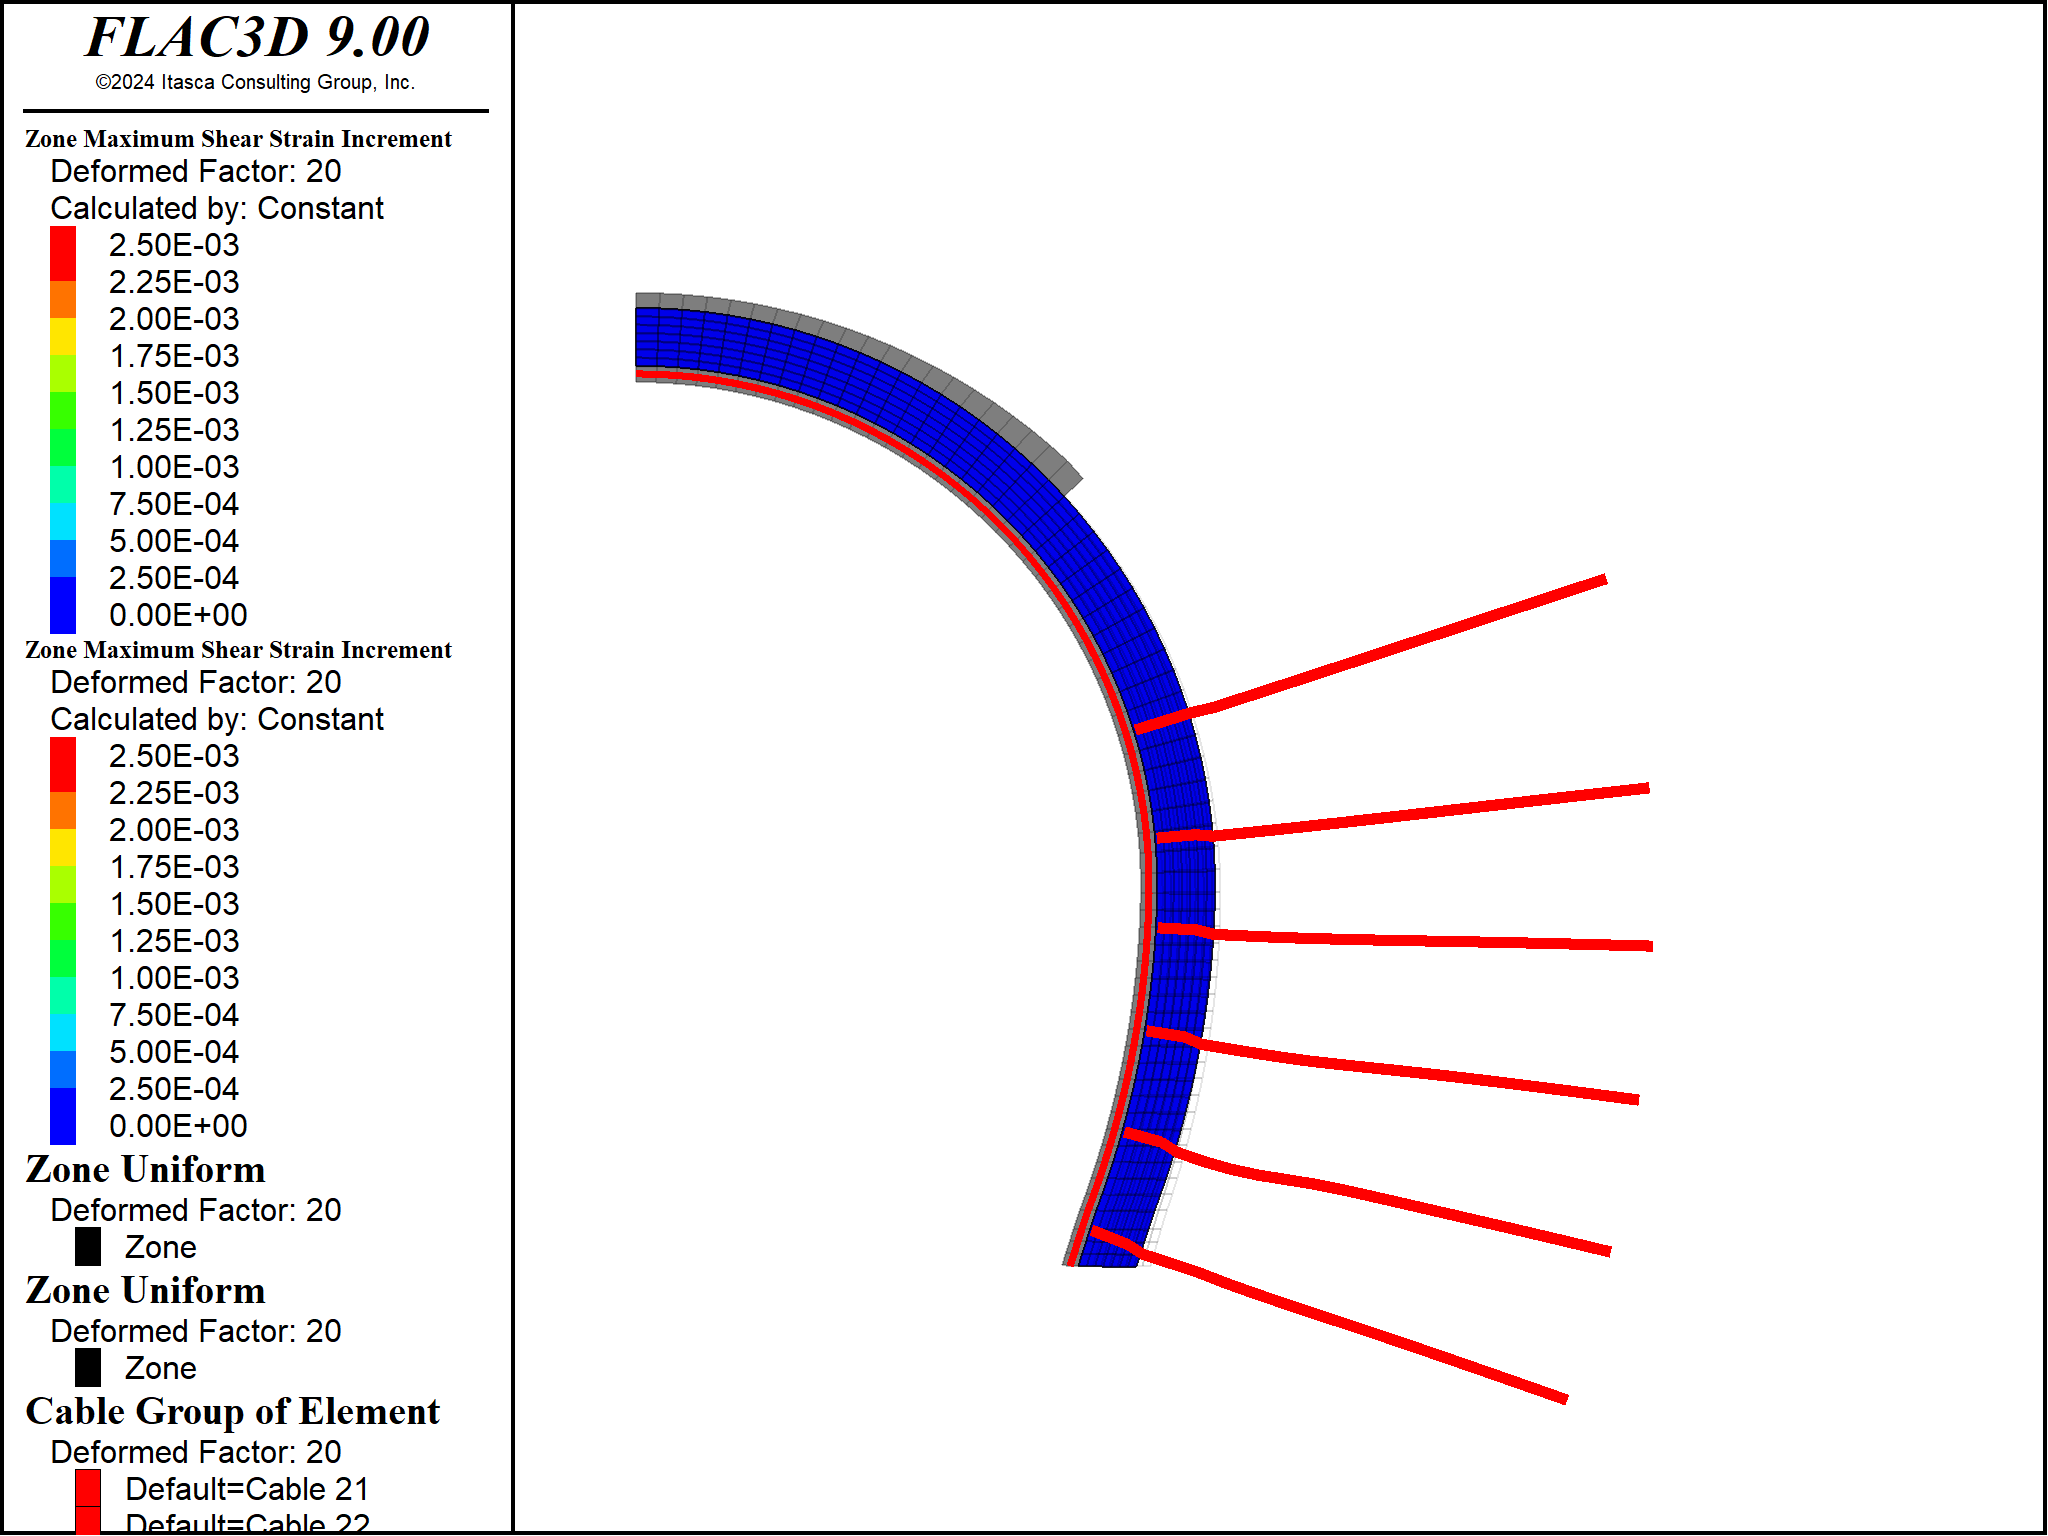 FLAC3D 9.00
©2024 Itasca Consulting Group, Inc.
Zone Maximum Shear Strain Increment
Deformed Factor: 20
Calculated by: Constant
2.50E-03
2.25E-03
2.00E-03
1.75E-03
1.50E-03
1.25E-03
1.00E-03
7.50E-04
5.00E-04
2.50E-04
0.00E+00
Zone Maximum Shear Strain Increment
Deformed Factor: 20
Calculated by: Constant
2.50E-03
2.25E-03
2.00E-03
1.75E-03
1.50E-03
1.25E-03
1.00E-03
7.50E-04
5.00E-04
2.50E-04
0.00E+00
Zone Uniform
Deformed Factor: 20
Zone
Zone Uniform
Deformed Factor: 20
Zone
Cable Group of Element
Deformed Factor: 20
Default=Cable 21
Default=Cable 22